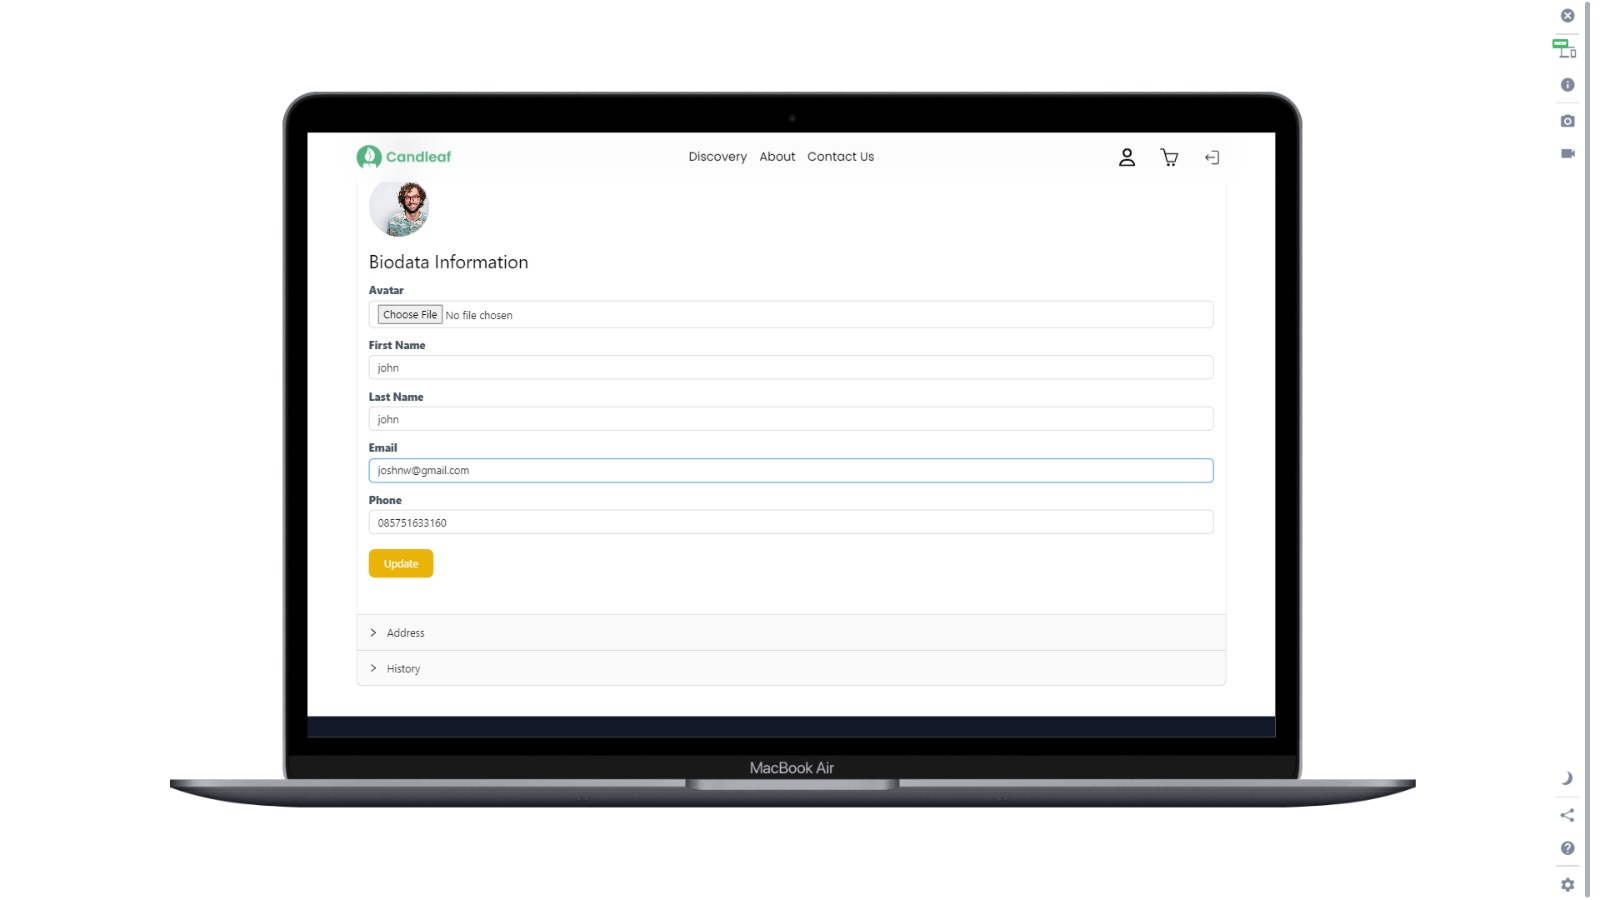 Candleaf
Discovery About Contact Us
Biodata Information
Avatar
Choose File No file chosen
First Name
john
Last Name
john
Email
joshnw@gmail.com
Phone
085751633160
Update
Address
History
MacBook Air